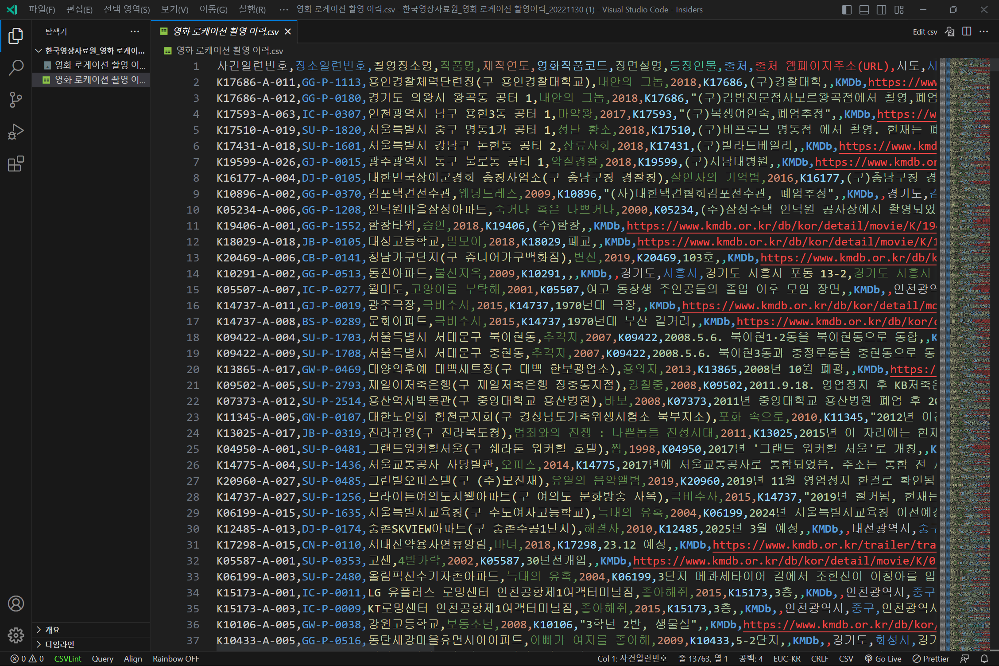 파일(F) 편집(E) 선택 영역(S) 보기(V) 이동(G) 실행(R) ··· 영화 로케이션 촬영 이력.csv - 한국영상자료원_영화 로케이션 촬영이력_20221130 (1) - Visual Studio Code - Insiders
탐색기 ···
영화 로케이션 촬영 이력.csv
Edit csv ···
한국영상자료원_영화 로케이...
영화 로케이션 촬영 이...
영화 로케이션 촬영 이...
영화 로케이션 촬영 이력.csv
1 사건일련번호,장소일련번호,촬영장소명,작품명,제작연도,영화작품코드,장면설명,등장인물,출처,출처 웹페이지주소(URL),시도,시
2 K17686-A-011,GG-P-1113,용인경찰체력단련장(구 용인경찰대학교),내안의 그놈,2018,K17686,(구)경찰대학,,KMDb,https://www
3 K17686-A-012,GG-P-0180,경기도 의왕시 왕곡동 공터 1,내안의 그놈,2018,K17686,"(구)김밥전문점사보르왕곡점에서 촬영,폐업
4 K17593-A-063,IC-P-0307,인천광역시 남구 용현3동 공터 1,마약왕,2017,K17593,"(구)복생여인숙,폐업추정",,KMDb,https://w
5 K17510-A-019,SU-P-1820,서울특별시 중구 명동1가 공터 1,성난 황소,2018,K17510,(구)비프루브 명동점 에서 촬영. 현재는 폐
6 K17431-A-018,SU-P-1601,서울특별시 강남구 논현동 공터 2,상류사회,2018,K17431,(구)빌라드베일리,,KMDb,https://www.kmd
7 K19599-A-026,GJ-P-0015,광주광역시 동구 불로동 공터 1,악질경찰,2018,K19599,(구)서남대병원,,KMDb,https://www.kmdb.or
8 K16177-A-004,DJ-P-0105,대한민국상이군경회 충청사업소(구 충남구청 경찰청),살인자의 기억법,2016,K16177,(구)충남구청 경
9 K10896-A-002,GG-P-0370,김포택견전수관,웨딩드레스,2009,K10896,"(사)대한택견협회김포전수관, 폐업추정",,KMDb,,경기도,김
10 K05234-A-006,GG-P-1208,인덕원마을삼성아파트,죽거나 혹은 나쁘거나,2000,K05234,(주)삼성주택 인덕원 공사장에서 촬영되었
11 K19406-A-001,GG-P-1552,함창타워,증인,2018,K19406,(주)함창,,KMDb,https://www.kmdb.or.kr/db/kor/detail/movie/K/194
12 K18029-A-018,JB-P-0105,대성고등학교,말모이,2018,K18029,폐교,,KMDb,https://www.kmdb.or.kr/db/kor/detail/movie/K/1
13 K20469-A-006,CB-P-0141,청남가구단지(구 쥬니어가구백화점),변신,2019,K20469,103호,,KMDb,https://www.kmdb.or.kr/db/k
14 K10291-A-002,GG-P-0513,동진아파트,불신지옥,2009,K10291,,,KMDb,,경기도,시흥시,경기도 시흥시 포동 13-2,경기도 시흥시
15 K05507-A-007,IC-P-0277,월미도,고양이를 부탁해,2001,K05507,여고 동창생 주인공들의 졸업 이후 모임 장면,,KMDb,,인천광역
16 K14737-A-011,GJ-P-0019,광주극장,극비수사,2015,K14737,1970년대 극장,,KMDb,https://www.kmdb.or.kr/db/kor/detail/mo
17 K14737-A-008,BS-P-0289,문화아파트,극비수사,2015,K14737,1970년대 부산 길거리,,KMDb,https://www.kmdb.or.kr/db/kor/d
18 K09422-A-004,SU-P-1703,서울특별시 서대문구 북아현동,추격자,2007,K09422,2008.5.6. 북아현1·2동을 북아현동으로 통합,,K
19 K09422-A-009,SU-P-1708,서울특별시 서대문구 충현동,추격자,2007,K09422,2008.5.6. 북아현3동과 충정로동을 충현동으로 통
20 K13865-A-017,GW-P-0469,태양의후예 태백세트장(구 태백 한보광업소),용의자,2013,K13865,2008년 10월 폐광,,KMDb,https:/
21 K09502-A-005,SU-P-2793,제일이저축은행(구 제일저축은행 장충동지점),강철중,2008,K09502,2011.9.18. 영업정지 후 KB저축은
22 K07373-A-012,SU-P-2514,용산역사박물관(구 중앙대학교 용산병원),바보,2008,K07373,2011년 중앙대학교 용산병원 폐업 후 20
23 K11345-A-005,GN-P-0107,대한노인회 합천군지회(구 경상남도가축위생시험소 북부지소),포화 속으로,2010,K11345,"2012년 이전
24 K13025-A-017,JB-P-0319,전라감영(구 전라북도청),범죄와의 전쟁 : 나쁜놈들 전성시대,2011,K13025,2015년 이 자리에는 현재
25 K04950-A-001,SU-P-0481,그랜드워커힐서울(구 쉐라톤 워커힐 호텔),찜,1998,K04950,2017년 '그랜드 워커힐 서울'로 개칭,,K
26 K14775-A-004,SU-P-1436,서울교통공사 사당별관,오피스,2014,K14775,2017년에 서울교통공사로 통합되었음. 주소는 통합 전
27 K20960-A-027,SU-P-0485,그린빌오피스텔(구 (주)보진재),유열의 음악앨범,2019,K20960,2019년 11월 영업정지 한걸로 확인됨
28 K14737-A-027,SU-P-1256,브라이튼여의도지웰아파트(구 여의도 문화방송 사옥),극비수사,2015,K14737,"2019년 철거됨, 현재는
29 K06199-A-015,SU-P-1635,서울특별시교육청(구 수도여자고등학교),늑대의 유혹,2004,K06199,2024년 서울특별시교육청 이전예정
30 K12485-A-013,DJ-P-0174,중촌SKVIEW아파트(구 중촌주공1단지),해결사,2010,K12485,2025년 3월 예정,,KMDb,,대전광역시,중구
31 K17298-A-015,CN-P-0110,서대산약용자연휴양림,마녀,2018,K17298,23.12 예정,,KMDb,https://www.kmdb.or.kr/trailer/tra
32 K05587-A-001,SU-P-0353,고센,4발가락,2002,K05587,30년전개업,,KMDb,https://www.kmdb.or.kr/db/kor/detail/movie/K/0
33 K06199-A-003,SU-P-2480,올림픽선수기자촌아파트,늑대의 유혹,2004,K06199,3단지 메콰세타이어 길에서 조한선이 이청아를 업
34 K15173-A-001,IC-P-0011,LG 유플러스 로밍센터 인천공항제1여객터미널점,좋아해줘,2015,K15173,3층,,KMDb,,인천광역시,중구
35 K15173-A-003,IC-P-0009,KT로밍센터 인천공항제1여객터미널점,좋아해줘,2015,K15173,3층,,KMDb,,인천광역시,중구,인천광역시
36 K10106-A-005,GW-P-0038,강원고등학교,보통소년,2008,K10106,"3학년 2반, 생물실",,KMDb,https://www.kmdb.or.kr/db/kor/
37 K10433-A-005,GG-P-0516,동탄새강마을휴먼시아아파트,아빠가 여자를 좋아해,2009,K10433,5-2단지,,KMDb,,경기도,화성시,경기
개요
타임라인
0 0 CSVLint Query Align Rainbow OFF Col 1: 사건일련번호 줄 13763, 열 1 공백: 4 EUC-KR CRLF CSV Go Live Prettier